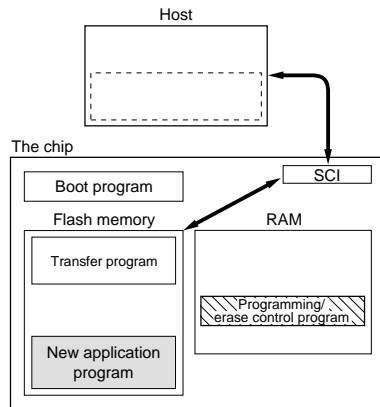 Host
The chip
SCI
Boot program
Flash memory
RAM
Transfer program
Programming/
erase control program
New application
program